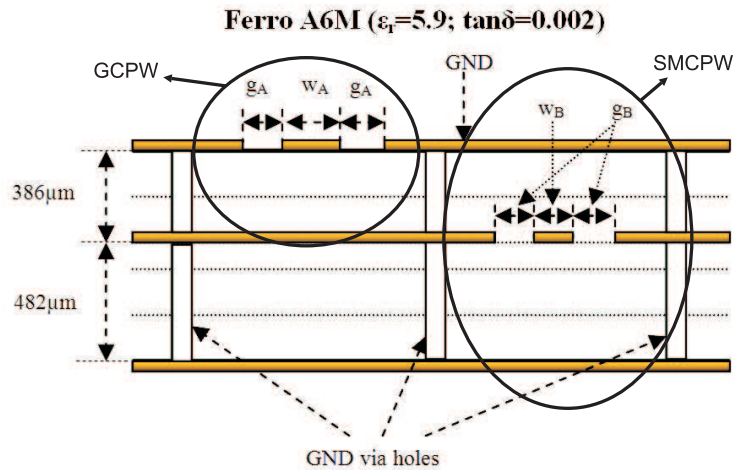 Ferro A6M (εr=5.9; tanδ=0.002)
GCPW
GND
SMCPW
gA wA gA
wB gB
386µm
482µm
GND via holes